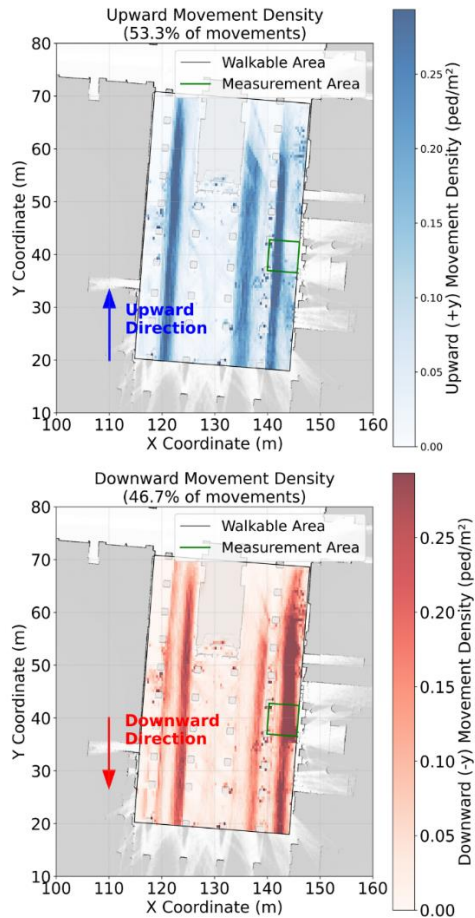 Upward Movement Density
(53.3% of movements)
80
70
60
50
40
30
20
10
Y Coordinate (m)
Walkable Area
Measurement Area
Upward
Direction
100
110
120
130
140
150
160
X Coordinate (m)
0.25
0.20
0.15
0.10
0.05
0.00
Upward (+y) Movement Density (ped/m²)
Downward Movement Density
(46.7% of movements)
80
70
60
50
40
30
20
10
Y Coordinate (m)
Walkable Area
Measurement Area
Downward
Direction
100
110
120
130
140
150
160
X Coordinate (m)
0.25
0.20
0.15
0.10
0.05
0.00
Downward (-y) Movement Density (ped/m²)